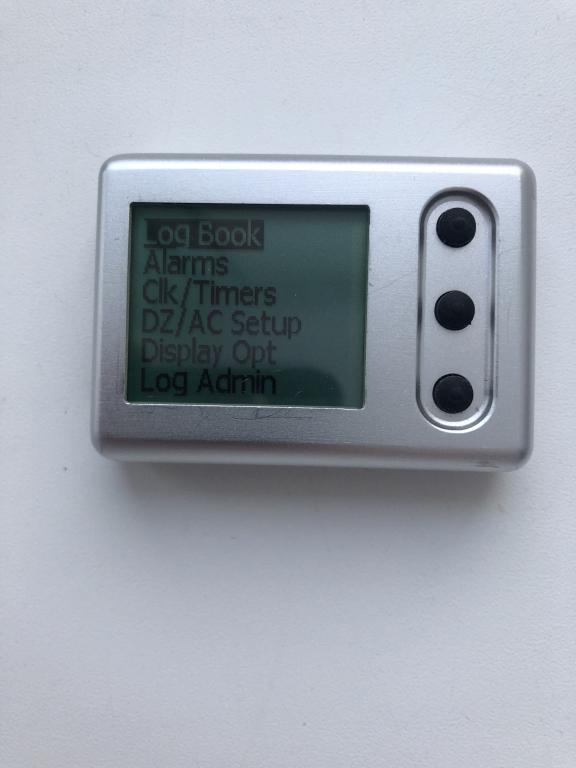 Log Book
Alarms
Clk/Timers
DZ/AC Setup
Display Opt
Log Admin